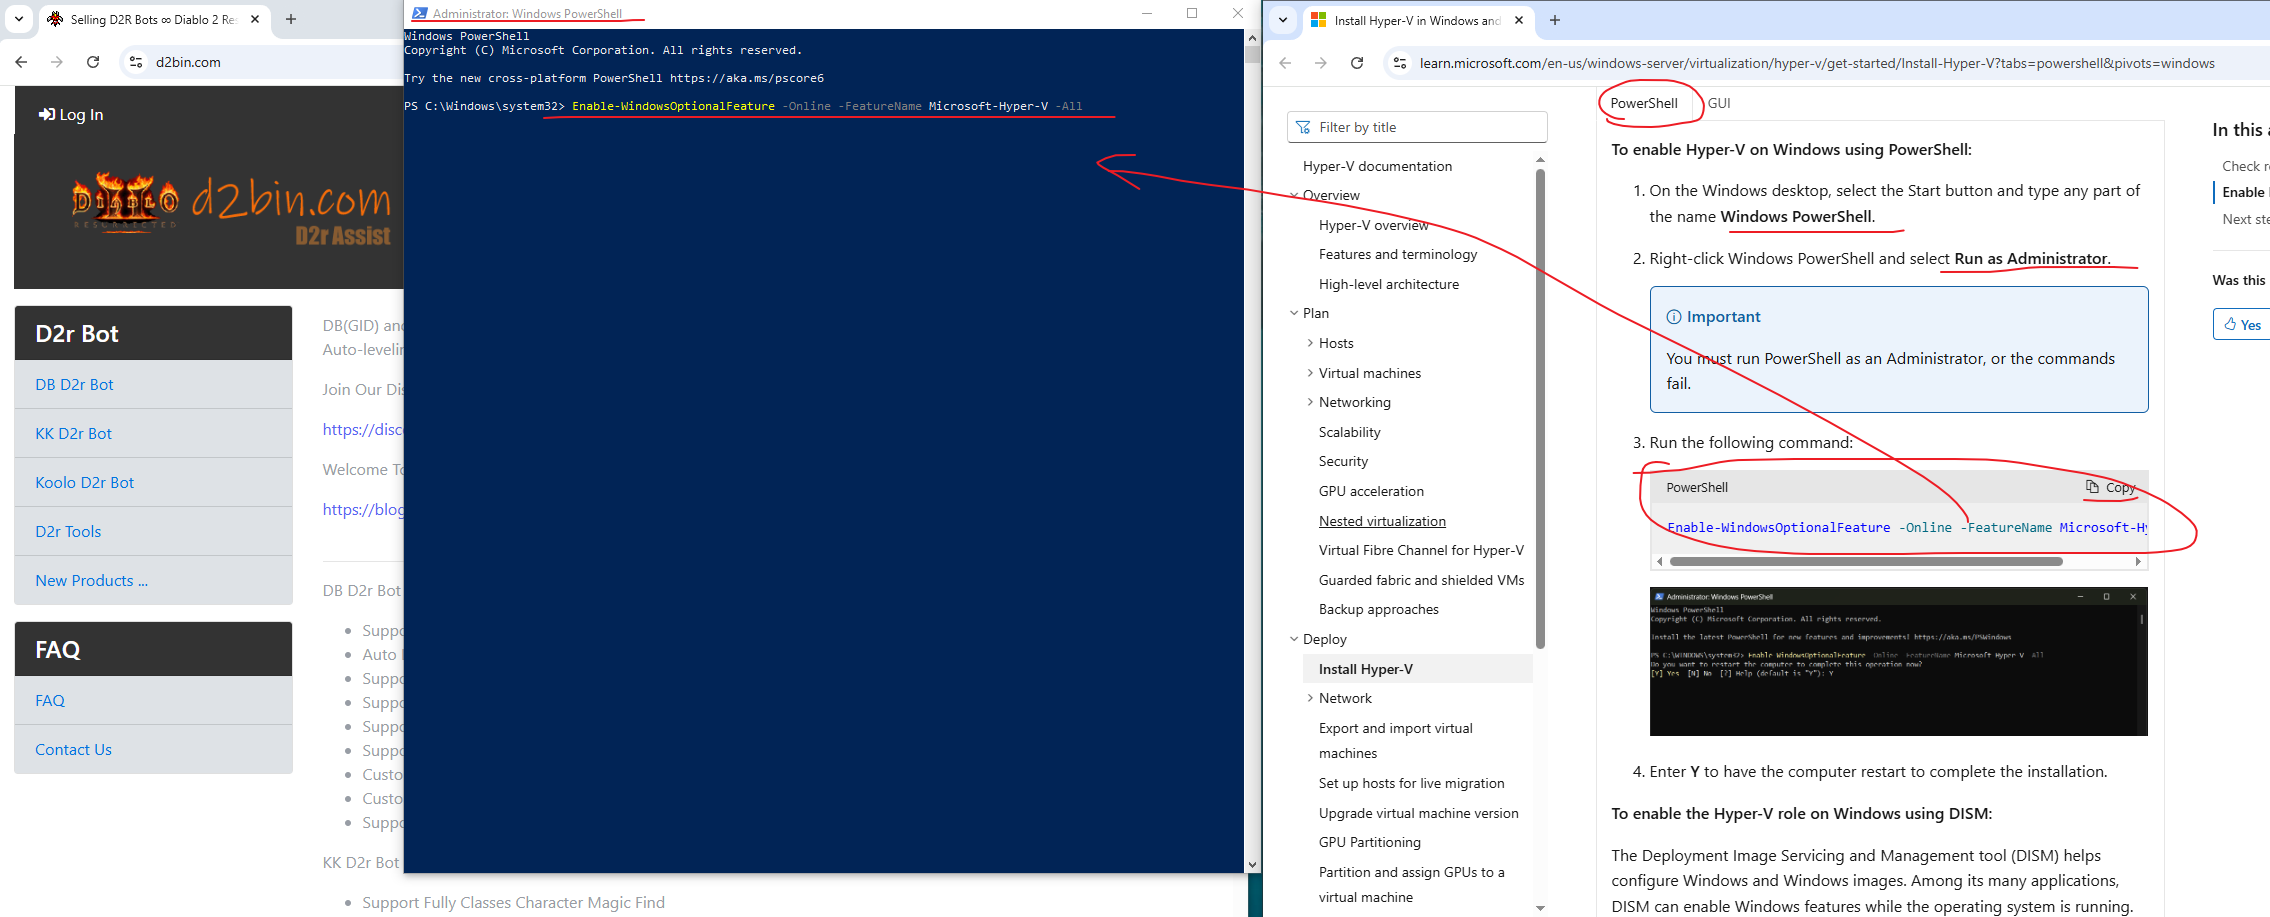 Selling D2R Bots ∞ Diablo 2 Res
d2bin.com
Log In
DIABLO
RESURRECTED
d2bin.com
D2r Assist
D2r Bot
DB D2r Bot
KK D2r Bot
Koolo D2r Bot
D2r Tools
New Products ...
FAQ
FAQ
Contact Us
DB(GID) and
Auto-levelin
Join Our Dis
https://disc
Welcome To
https://blog
DB D2r Bot
Suppo
Auto
Suppo
Suppo
Suppo
Suppo
Custo
Custo
Suppo
KK D2r Bot
Support Fully Classes Character Magic Find
Administrator: Windows PowerShell
Windows PowerShell
Copyright (C) Microsoft Corporation. All rights reserved.
Try the new cross-platform PowerShell https://aka.ms/pscore6
PS C:\Windows\system32> Enable-WindowsOptionalFeature -Online -FeatureName Microsoft-Hyper-V -All
Install Hyper-V in Windows and
learn.microsoft.com/en-us/windows-server/virtualization/hyper-v/get-started/Install-Hyper-V?tabs=powershell&pivots=windows
Filter by title
Hyper-V documentation
Overview
Hyper-V overview
Features and terminology
High-level architecture
Plan
Hosts
Virtual machines
Networking
Scalability
Security
GPU acceleration
Nested virtualization
Virtual Fibre Channel for Hyper-V
Guarded fabric and shielded VMs
Backup approaches
Deploy
Install Hyper-V
Network
Export and import virtual
machines
Set up hosts for live migration
Upgrade virtual machine version
GPU Partitioning
Partition and assign GPUs to a
virtual machine
PowerShell GUI
To enable Hyper-V on Windows using PowerShell:
1. On the Windows desktop, select the Start button and type any part of
the name Windows PowerShell.
2. Right-click Windows PowerShell and select Run as Administrator.
Important
You must run PowerShell as an Administrator, or the commands
fail.
3. Run the following command:
PowerShell Copy
Enable-WindowsOptionalFeature -Online -FeatureName Microsoft-Hy
Administrator: Windows PowerShell
Windows PowerShell
Copyright (C) Microsoft Corporation. All rights reserved.
Install the latest PowerShell for new features and improvements! https://aka.ms/PSWindows
PS C:\WINDOWS\system32> Enable-WindowsOptionalFeature -Online -FeatureName Microsoft-Hyper-V -All
Do you want to restart the computer to complete this operation now?
[Y] Yes [N] No [?] Help (default is "Y"): Y
4. Enter Y to have the computer restart to complete the installation.
To enable the Hyper-V role on Windows using DISM:
The Deployment Image Servicing and Management tool (DISM) helps
configure Windows and Windows images. Among its many applications,
DISM can enable Windows features while the operating system is running.
In this a
Check re
Enable
Next ste
Was this
Yes